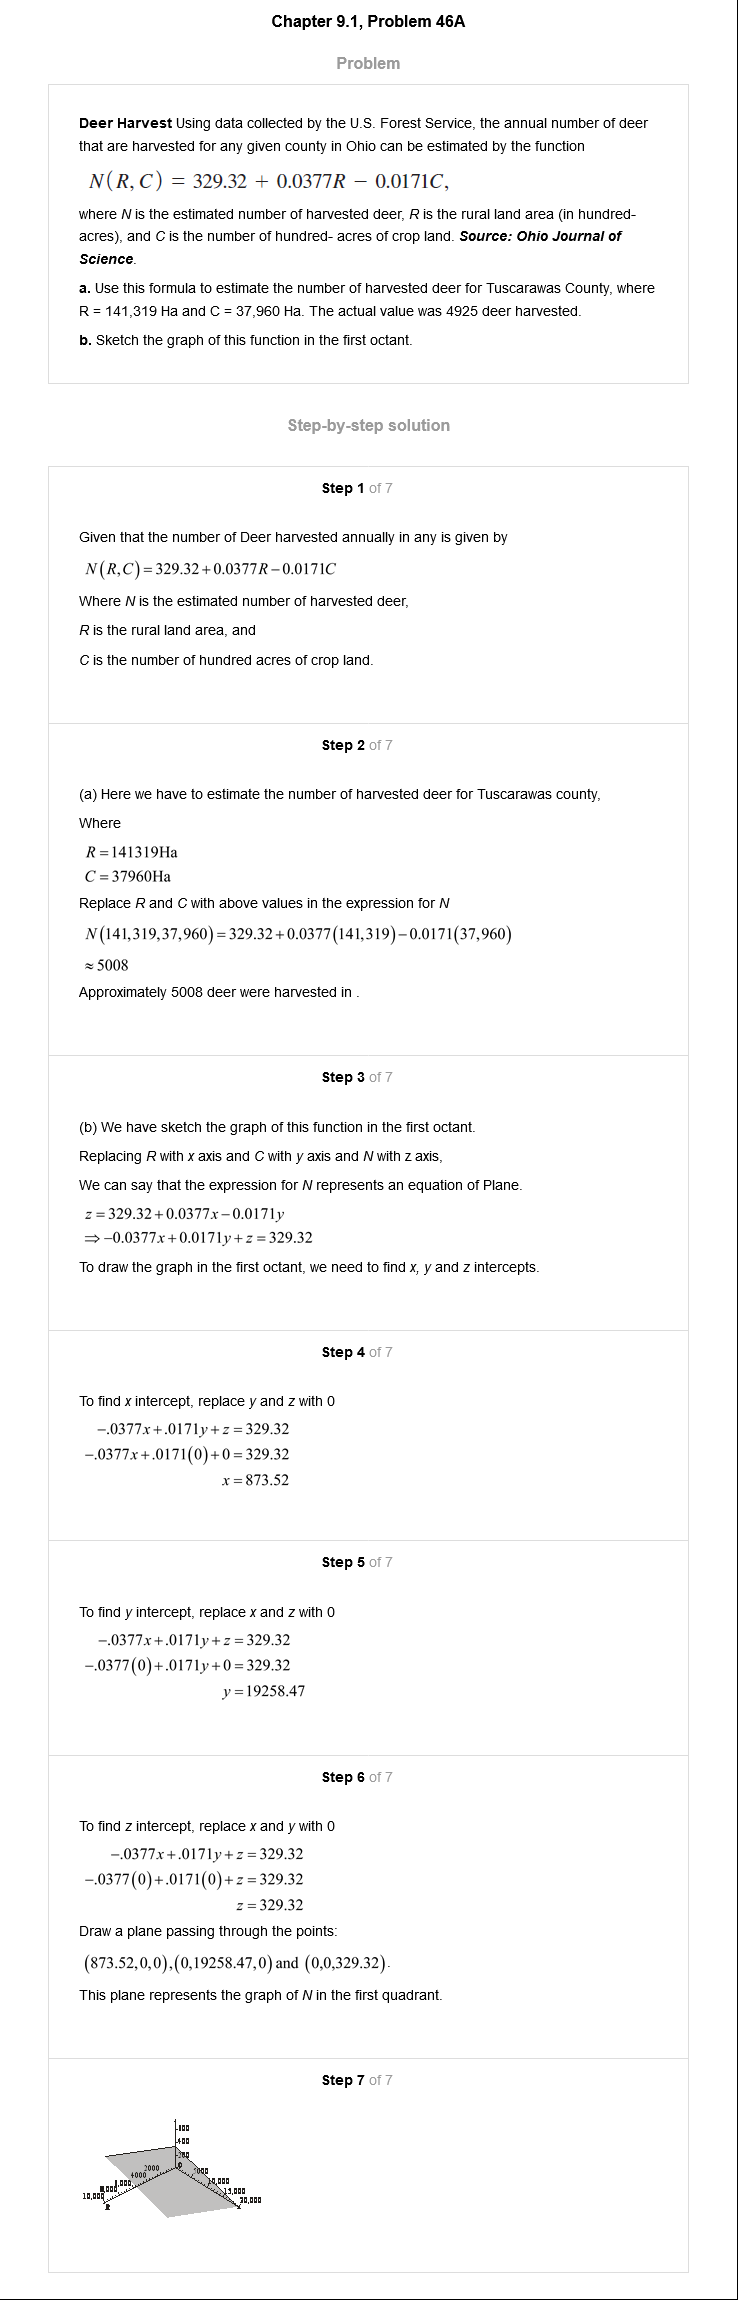 Chapter 9.1, Problem 46A
Problem
Deer Harvest Using data collected by the U.S. Forest Service, the annual number of deer
that are harvested for any given county in Ohio can be estimated by the function
N(R, C) = 329.32 + 0.0377R − 0.0171C,
where N is the estimated number of harvested deer, R is the rural land area (in hundred-
acres), and C is the number of hundred- acres of crop land. Source: Ohio Journal of
Science.
a. Use this formula to estimate the number of harvested deer for Tuscarawas County, where
R = 141,319 Ha and C = 37,960 Ha. The actual value was 4925 deer harvested.
b. Sketch the graph of this function in the first octant.
Step-by-step solution
Step 1 of 7
Given that the number of Deer harvested annually in any is given by
N(R,C)=329.32+0.0377R−0.0171C
Where N is the estimated number of harvested deer,
R is the rural land area, and
C is the number of hundred acres of crop land.
Step 2 of 7
(a) Here we have to estimate the number of harvested deer for Tuscarawas county,
Where
R=141319Ha
C=37960Ha
Replace R and C with above values in the expression for N
N(141,319,37,960)=329.32+0.0377(141,319)−0.0171(37,960)
≈5008
Approximately 5008 deer were harvested in .
Step 3 of 7
(b) We have sketch the graph of this function in the first octant.
Replacing R with x axis and C with y axis and N with z axis,
We can say that the expression for N represents an equation of Plane.
z=329.32+0.0377x−0.0171y
⇒−0.0377x+0.0171y+z=329.32
To draw the graph in the first octant, we need to find x, y and z intercepts.
Step 4 of 7
To find x intercept, replace y and z with 0
−.0377x+.0171y+z=329.32
−.0377x+.0171(0)+0=329.32
x=873.52
Step 5 of 7
To find y intercept, replace x and z with 0
−.0377x+.0171y+z=329.32
−.0377(0)+.0171y+0=329.32
y=19258.47
Step 6 of 7
To find z intercept, replace x and y with 0
−.0377x+.0171y+z=329.32
−.0377(0)+.0171(0)+z=329.32
z=329.32
Draw a plane passing through the points:
(873.52,0,0),(0,19258.47,0) and (0,0,329.32).
This plane represents the graph of N in the first quadrant.
Step 7 of 7
400
2000
4000
10,000
15,000
20,000